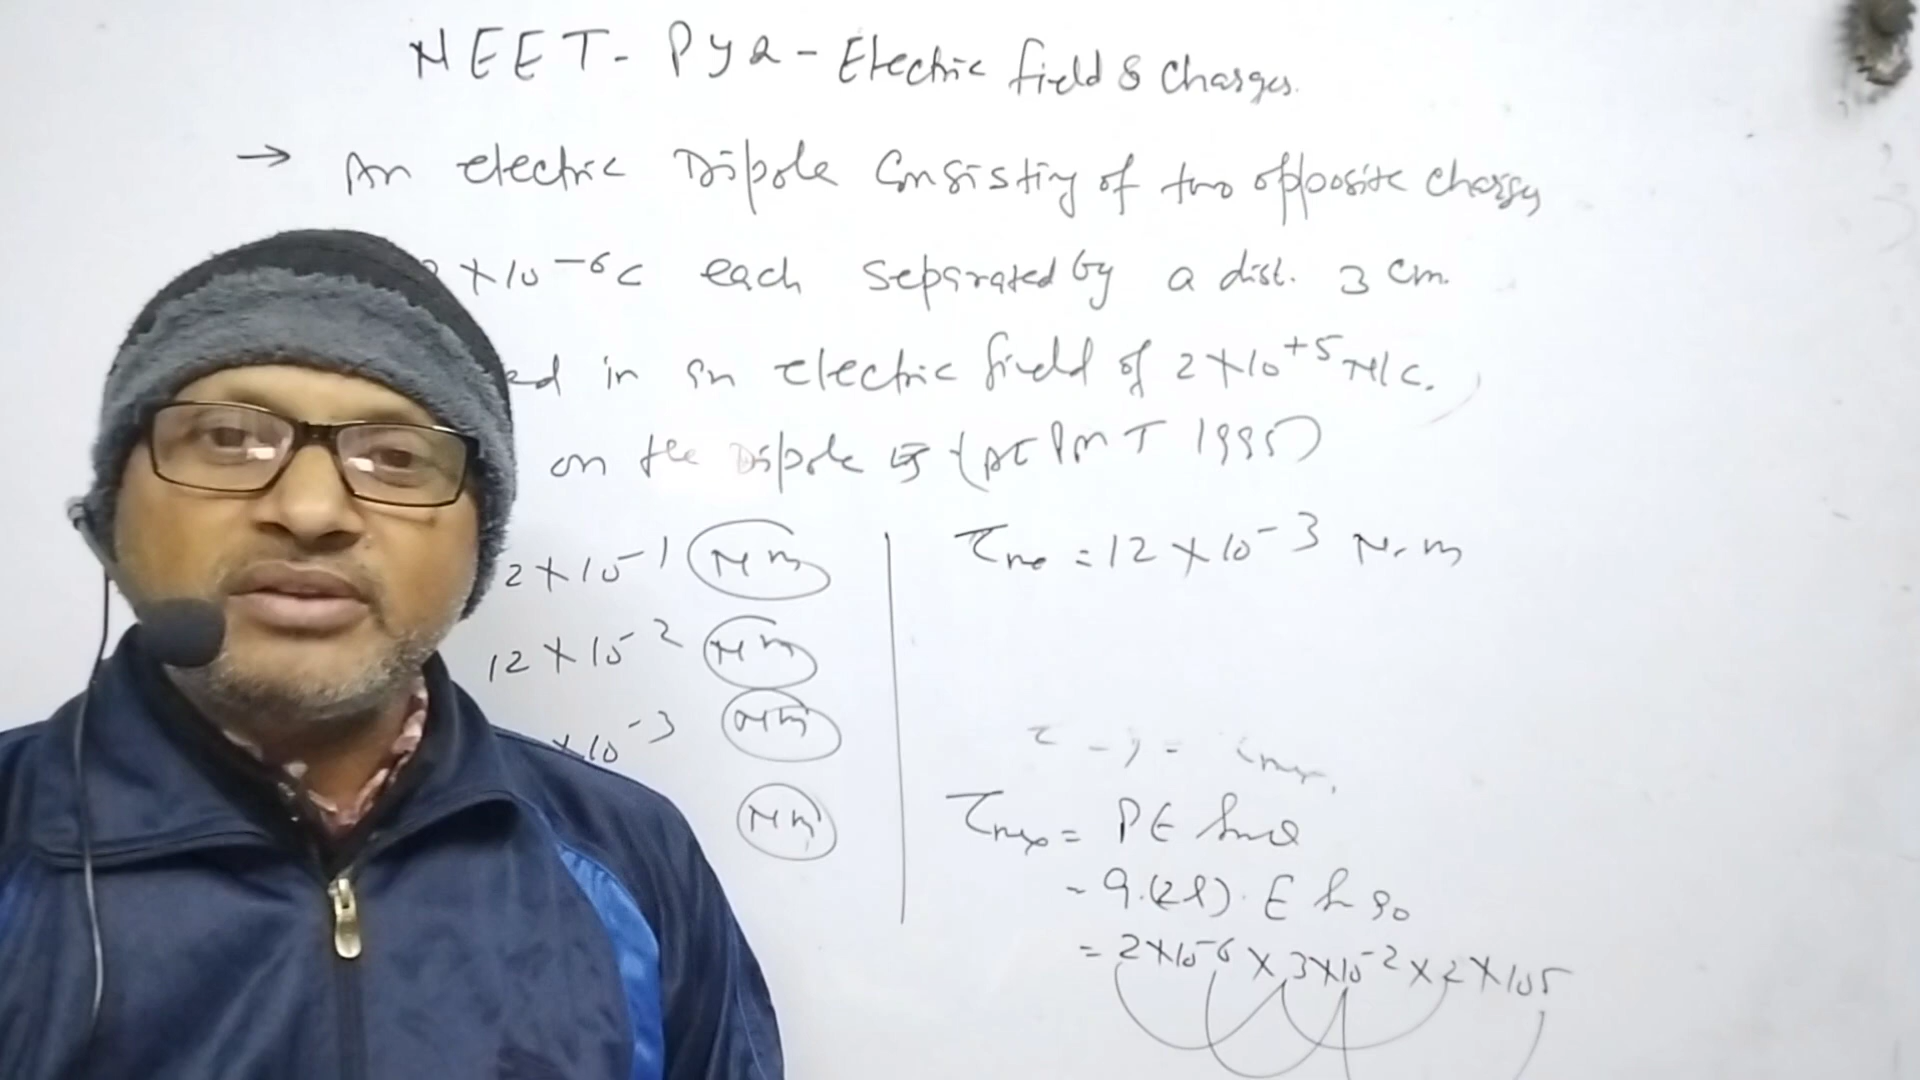 NEET- PYQ - Electric field & Charges.
→ An electric Dipole Consisting of two opposite charges
×10⁻⁶C each separated by a dist. 3 cm.
ed in an electric field of 2×10⁺⁵ N/C.
on the Dipole is (AIPMT 1995)
2×10⁻¹ Nm
12×10⁻² Nm
×10⁻³ Nm
Nm
= 12×10⁻³ N-m
= PE Sinθ
= q.(2l).E Sin 90
= 2×10⁻⁶ × 3×10⁻² × 2×10⁵